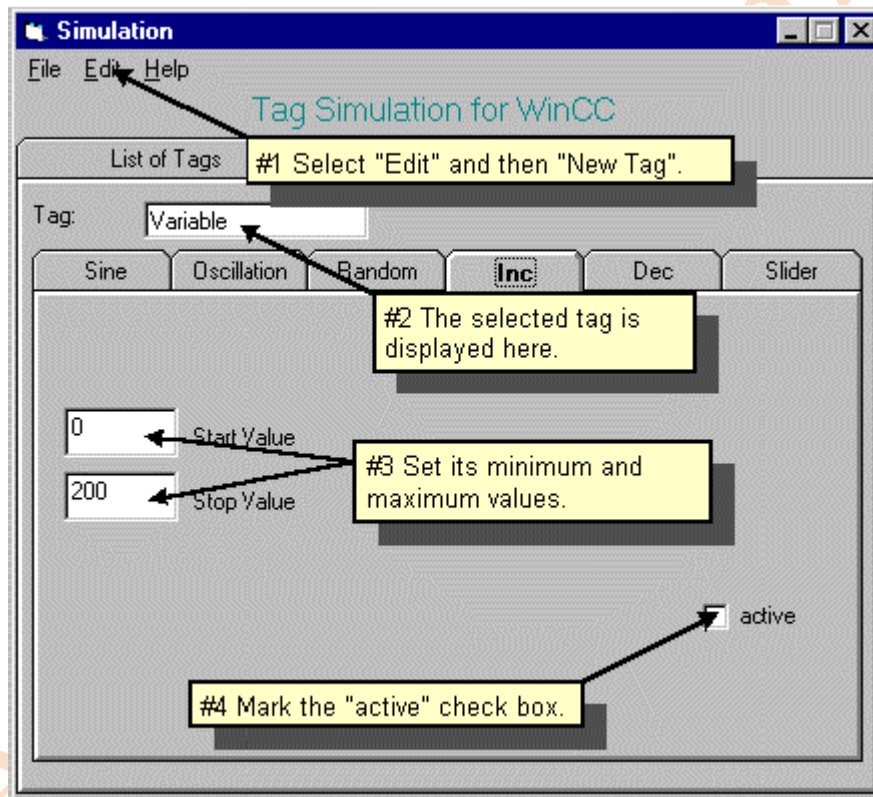 Simulation
File Edit Help
Tag Simulation for WinCC
List of Tags
#1 Select "Edit" and then "New Tag".
Tag: Variable
Sine Oscillation Random Inc Dec Slider
#2 The selected tag is
displayed here.
0 Start Value
#3 Set its minimum and
maximum values.
200 Stop Value
active
#4 Mark the "active" check box.